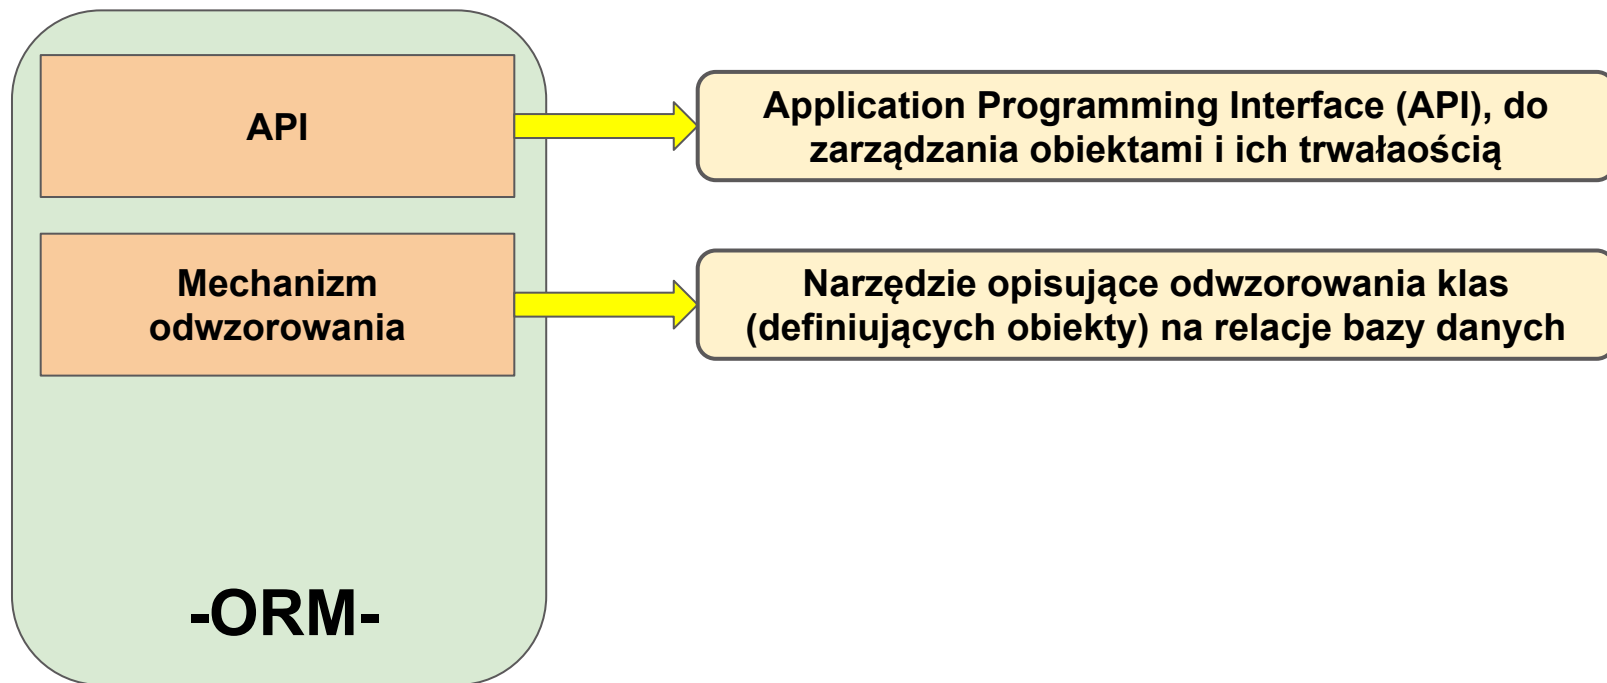 API
Application Programming Interface (API), do
zarządzania obiektami i ich trwałaością
Mechanizm
odwzorowania
Narzędzie opisujące odwzorowania klas
(definiujących obiekty) na relacje bazy danych
-ORM-